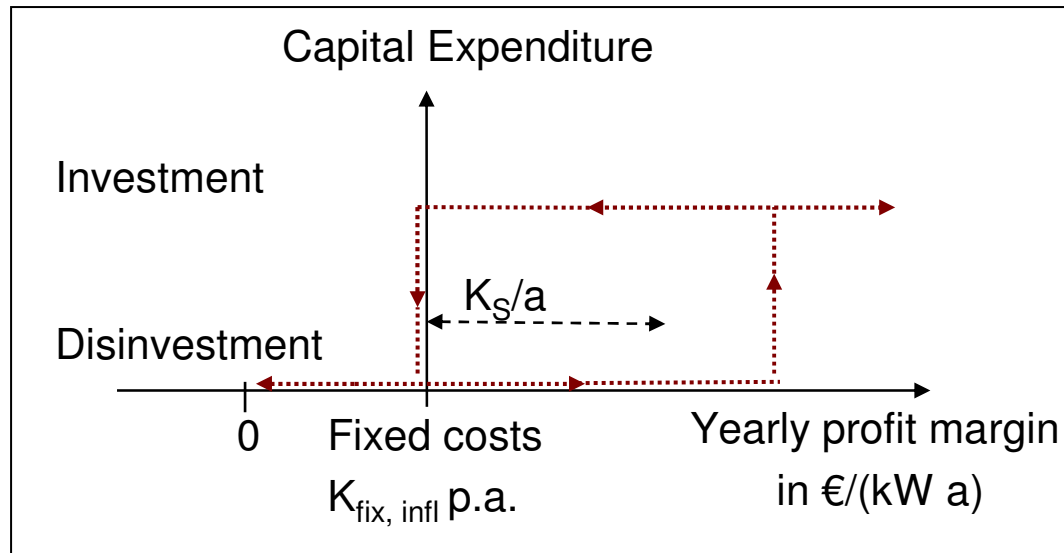 Capital Expenditure
Investment
K_S/a
Disinvestment
0
Fixed costs
K_fix, infl p.a.
Yearly profit margin
in €/(kW a)